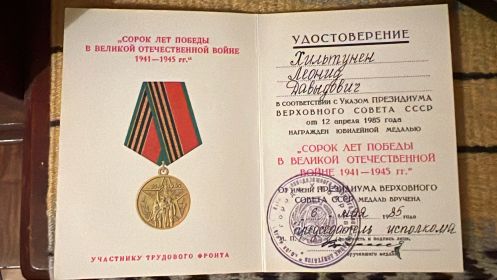 „СОРОК ЛЕТ ПОБЕДЫ
В ВЕЛИКОЙ ОТЕЧЕСТВЕННОЙ ВОЙНЕ
1941—1945 гг."
УЧАСТНИКУ ТРУДОВОГО ФРОНТА
УДОСТОВЕРЕНИЕ
Хильтунен
Леонид
Давыдович
В СООТВЕТСТВИИ С УКАЗОМ ПРЕЗИДИУМА
ВЕРХОВНОГО СОВЕТА СССР
от 12 апреля 1985 года
НАГРАЖДЕН ЮБИЛЕЙНОЙ МЕДАЛЬЮ
„СОРОК ЛЕТ ПОБЕДЫ
В ВЕЛИКОЙ ОТЕЧЕСТВЕННОЙ
ВОЙНЕ 1941—1945 гг."
ОТ ИМЕНИ ПРЕЗИДИУМА ВЕРХОВНОГО
СОВЕТА СССР МЕДАЛЬ ВРУЧЕНА
6 мая 1985 года
председатель исполкома